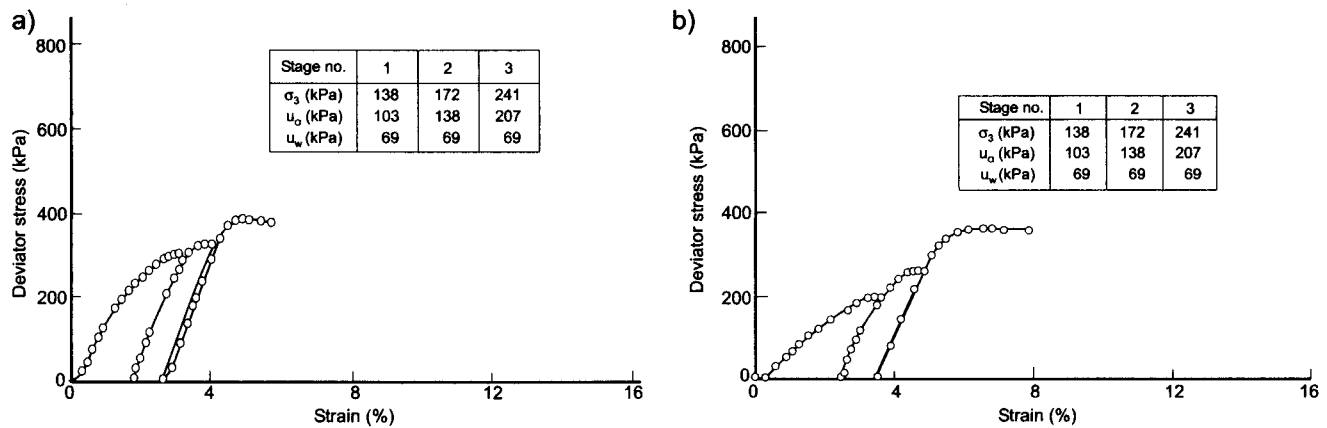 a)
800
600
400
200
0
Deviator stress (kPa)
Stage no. 1 2 3
σ₃ (kPa) 138 172 241
uₐ (kPa) 103 138 207
u_w (kPa) 69 69 69
0 4 8 12 16
Strain (%)
b)
800
600
400
200
0
Deviator stress (kPa)
Stage no. 1 2 3
σ₃ (kPa) 138 172 241
uₐ (kPa) 103 138 207
u_w (kPa) 69 69 69
0 4 8 12 16
Strain (%)